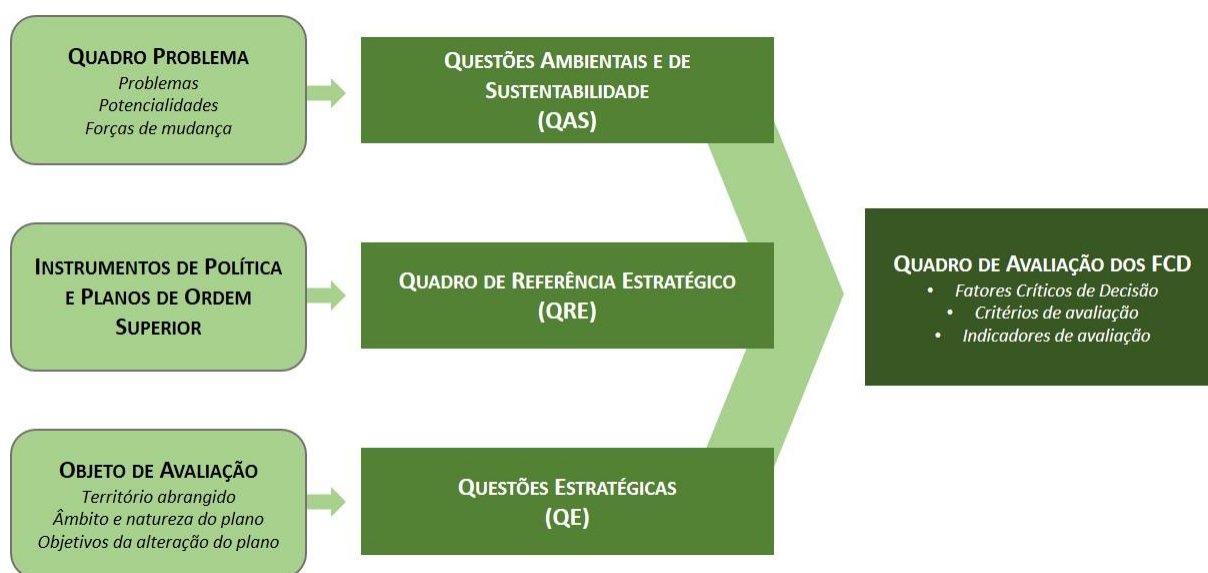 QUADRO PROBLEMA
Problemas
Potencialidades
Forças de mudança
QUESTÕES AMBIENTAIS E DE
SUSTENTABILIDADE
(QAS)
INSTRUMENTOS DE POLÍTICA
E PLANOS DE ORDEM
SUPERIOR
QUADRO DE REFERÊNCIA ESTRATÉGICO
(QRE)
OBJETO DE AVALIAÇÃO
Território abrangido
Âmbito e natureza do plano
Objetivos da alteração do plano
QUESTÕES ESTRATÉGICAS
(QE)
QUADRO DE AVALIAÇÃO DOS FCD
• Fatores Críticos de Decisão
• Critérios de avaliação
• Indicadores de avaliação